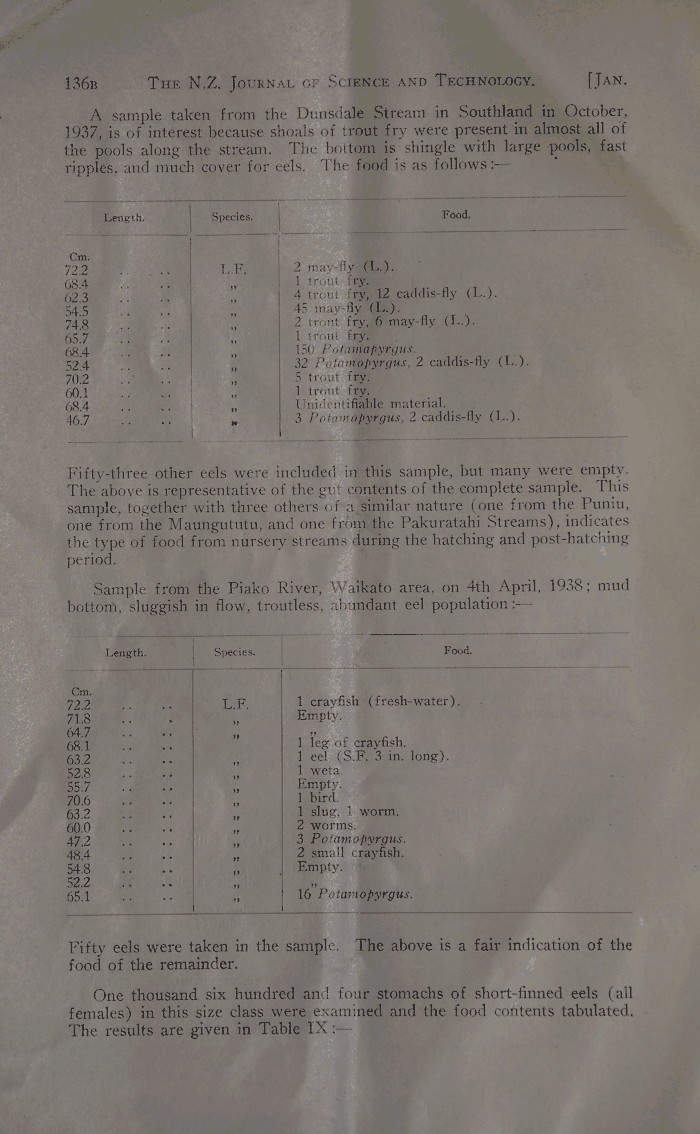 136B THE N.Z. JOURNAL OF SCIENCE AND TECHNOLOGY. [JAN.
A sample taken from the Dunsdale Stream in Southland in October,
1937, is of interest because shoals of trout fry were present in almost all of
the pools along the stream. The bottom is shingle with large pools, fast
ripples, and much cover for eels. The food is as follows:—
Length. Species. Food.
Cm.
72.2 .. .. L.F. 2 may-fly (L.).
68.4 .. .. ,, 1 trout fry.
62.3 .. .. ,, 4 trout fry, 12 caddis-fly (L.).
54.5 .. .. ,, 45 may-fly (L.).
74.8 .. .. ,, 2 trout fry, 6 may-fly (L.).
65.7 .. .. ,, 1 trout fry.
68.4 .. .. ,, 150 Potamapyrgus.
52.4 .. .. ,, 32 Potamopyrgus, 2 caddis-fly (L.).
70.2 .. .. ,, 5 trout fry.
60.1 .. .. ,, 1 trout fry.
68.4 .. .. ,, Unidentifiable material.
46.7 .. .. ,, 3 Potamopyrgus, 2 caddis-fly (L.).
Fifty-three other eels were included in this sample, but many were empty.
The above is representative of the gut contents of the complete sample. This
sample, together with three others of a similar nature (one from the Puniu,
one from the Maungututu, and one from the Pakuratahi Streams), indicates
the type of food from nursery streams during the hatching and post-hatching
period.
Sample from the Piako River, Waikato area, on 4th April, 1938; mud
bottom, sluggish in flow, troutless, abundant eel population:—
Length. Species. Food.
Cm.
72.2 .. .. L.F. 1 crayfish (fresh-water).
71.8 .. .. ,, Empty.
64.7 .. .. ,, ,,
68.1 .. .. 1 leg of crayfish.
63.2 .. .. ,, 1 eel (S.F. 3 in. long).
52.8 .. .. ,, 1 weta.
55.7 .. .. ,, Empty.
70.6 .. .. ,, 1 bird.
63.2 .. .. ,, 1 slug, 1 worm.
60.0 .. .. ,, 2 worms.
47.2 .. .. ,, 3 Potamopyrgus.
48.4 .. .. ,, 2 small crayfish.
54.8 .. .. ,, Empty.
52.2 .. .. ,, ,,
65.1 .. .. ,, 16 Potamopyrgus.
Fifty eels were taken in the sample. The above is a fair indication of the
food of the remainder.
One thousand six hundred and four stomachs of short-finned eels (all
females) in this size class were examined and the food contents tabulated.
The results are given in Table IX:—